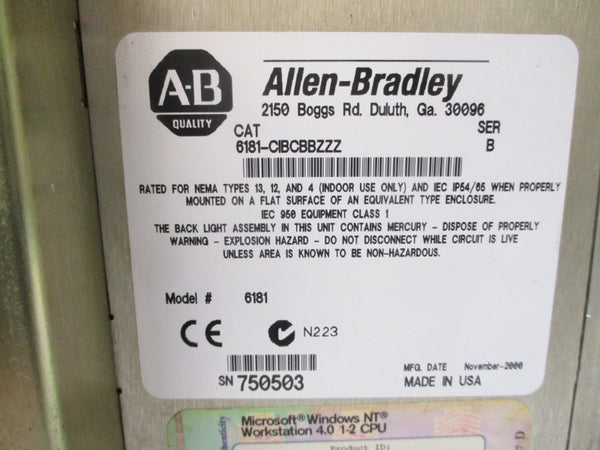 A-B
QUALITY
Allen-Bradley
2150 Boggs Rd. Duluth, Ga. 30096
CAT SER
6181-CIBCBBZZZ B
RATED FOR NEMA TYPES 13, 12, AND 4 (INDOOR USE ONLY) AND IEC IP54/65 WHEN PROPERLY
MOUNTED ON A FLAT SURFACE OF AN EQUIVALENT TYPE ENCLOSURE.
IEC 950 EQUIPMENT CLASS 1
THE BACK LIGHT ASSEMBLY IN THIS UNIT CONTAINS MERCURY - DISPOSE OF PROPERLY
WARNING - EXPLOSION HAZARD - DO NOT DISCONNECT WHILE CIRCUIT IS LIVE
UNLESS AREA IS KNOWN TO BE NON-HAZARDOUS.
Model # 6181
CE N223
MFG. DATE November-2000
SN 750503 MADE IN USA
Microsoft® Windows NT®
Workstation 4.0 1-2 CPU
Product ID: